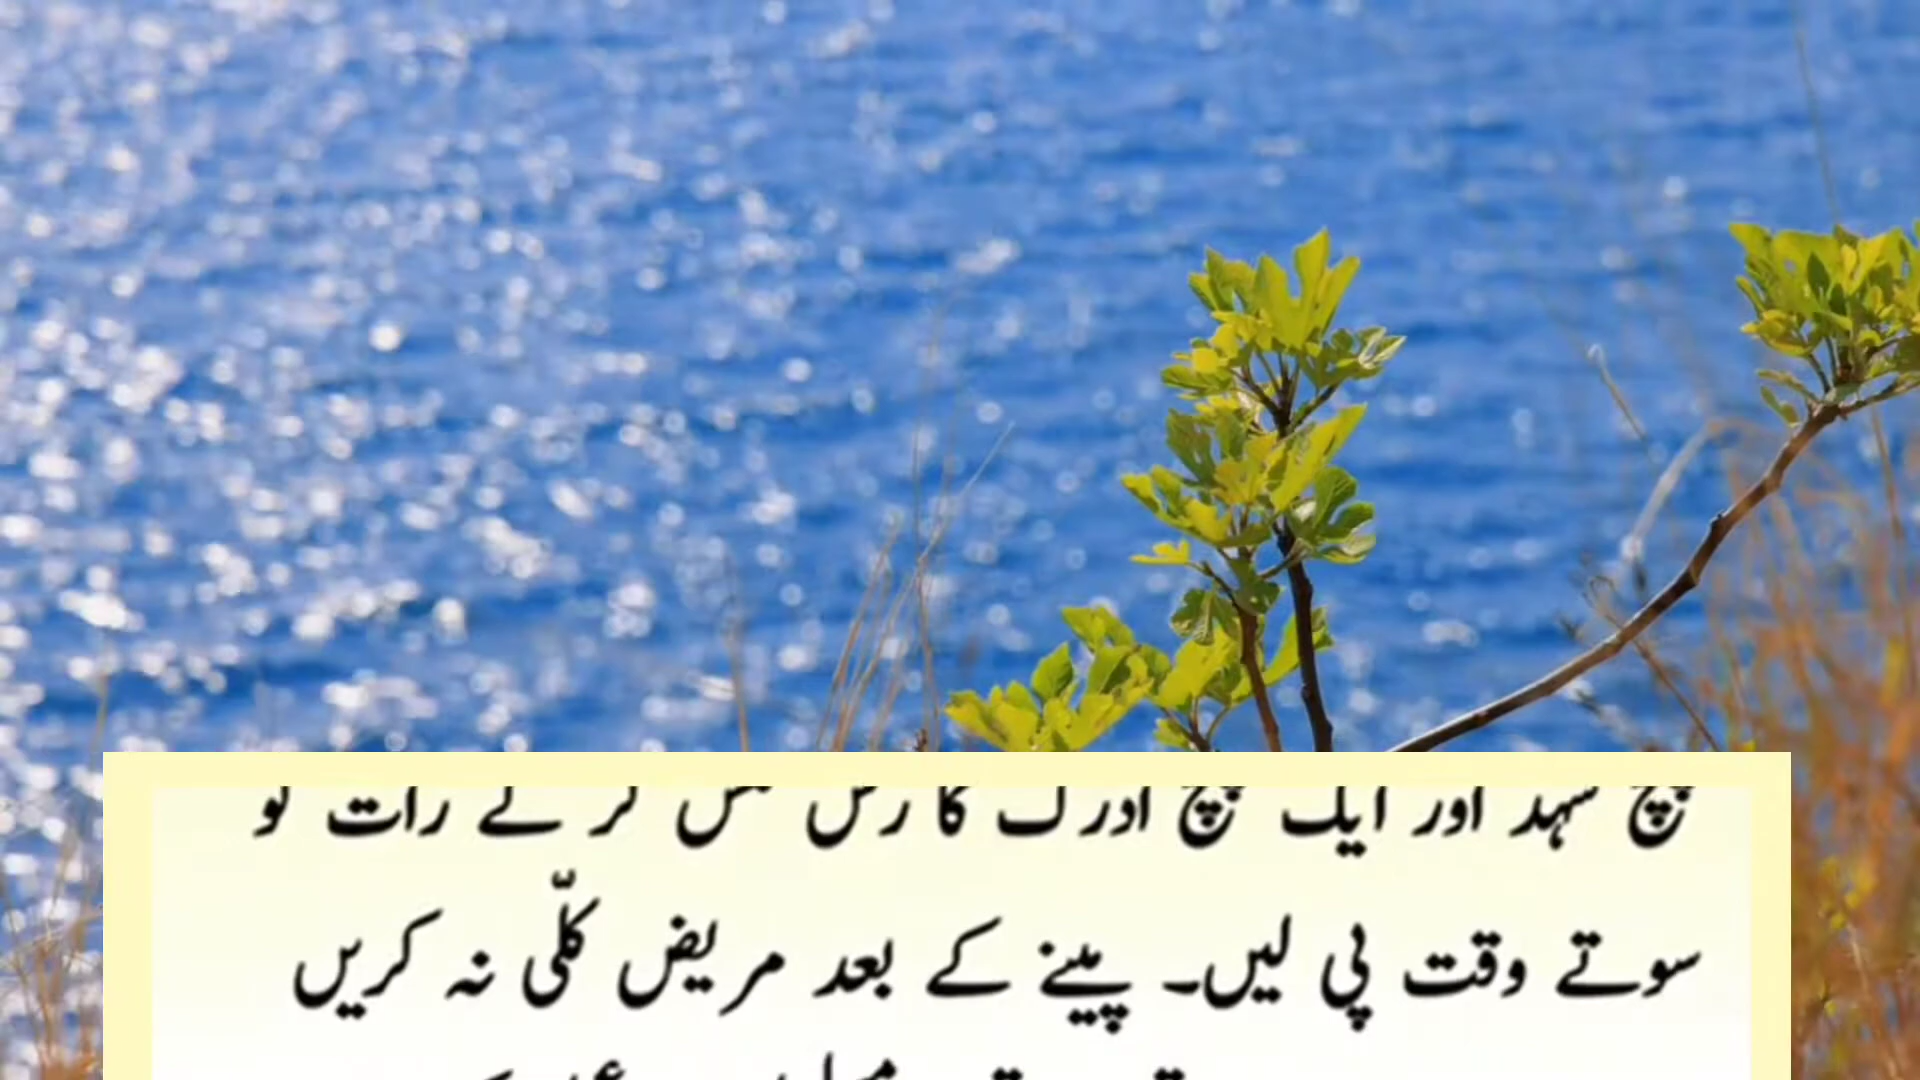 چمچ شہد اور ایک چمچ ادرک کا رس مکس کر کے رات کو
سوتے وقت پی لیں۔ پینے کے بعد مریض کلّی نہ کریں